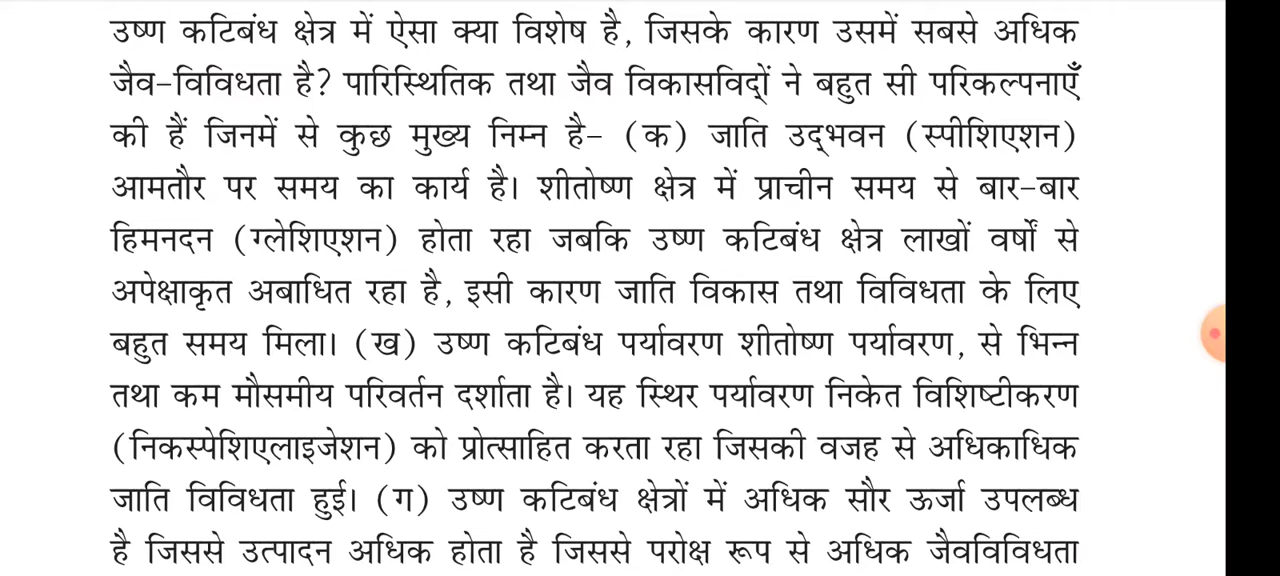 उष्ण कटिबंध क्षेत्र में ऐसा क्या विशेष है, जिसके कारण उसमें सबसे अधिक
जैव-विविधता है? पारिस्थितिक तथा जैव विकासविदों ने बहुत सी परिकल्पनाएँ
की हैं जिनमें से कुछ मुख्य निम्न है- (क) जाति उद्भवन (स्पीशिएशन)
आमतौर पर समय का कार्य है। शीतोष्ण क्षेत्र में प्राचीन समय से बार-बार
हिमनदन (ग्लेशिएशन) होता रहा जबकि उष्ण कटिबंध क्षेत्र लाखों वर्षों से
अपेक्षाकृत अबाधित रहा है, इसी कारण जाति विकास तथा विविधता के लिए
बहुत समय मिला। (ख) उष्ण कटिबंध पर्यावरण शीतोष्ण पर्यावरण, से भिन्न
तथा कम मौसमीय परिवर्तन दर्शाता है। यह स्थिर पर्यावरण निकेत विशिष्टीकरण
(निकस्पेशिएलाइजेशन) को प्रोत्साहित करता रहा जिसकी वजह से अधिकाधिक
जाति विविधता हुई। (ग) उष्ण कटिबंध क्षेत्रों में अधिक सौर ऊर्जा उपलब्ध
है जिससे उत्पादन अधिक होता है जिससे परोक्ष रूप से अधिक जैवविविधता